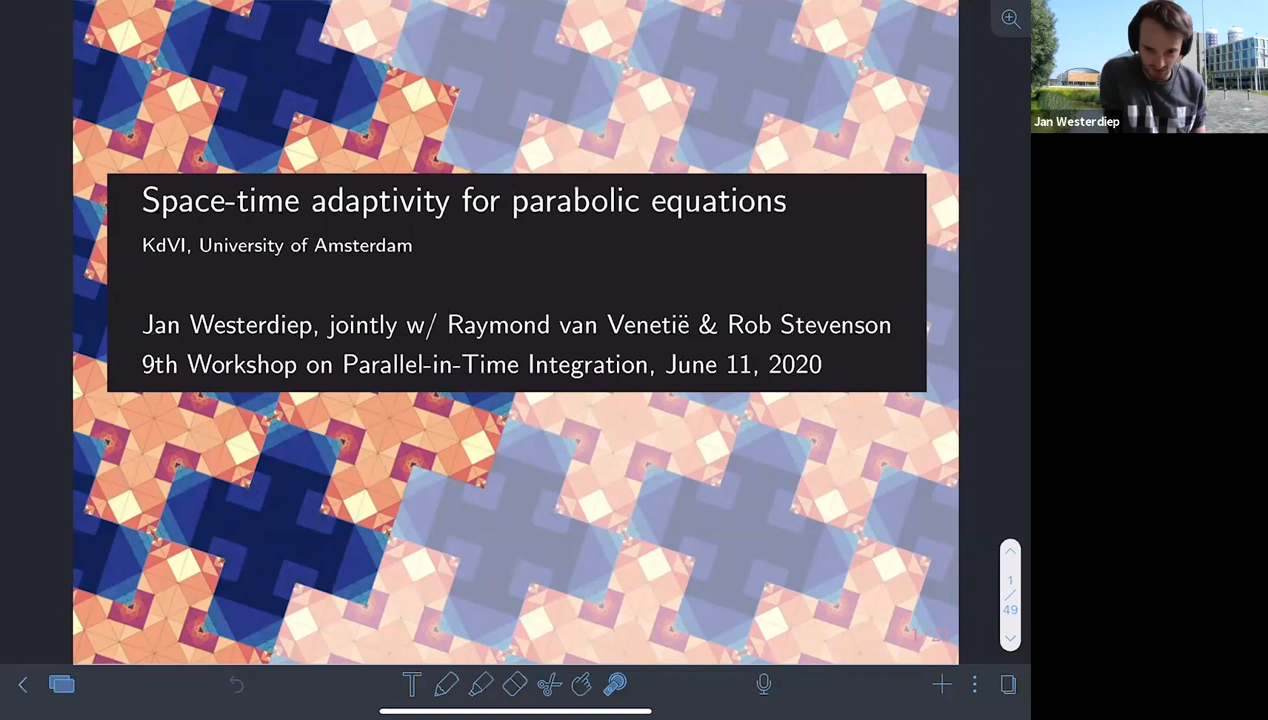 Space-time adaptivity for parabolic equations
KdVI, University of Amsterdam
Jan Westerdiep, jointly w/ Raymond van Venetië & Rob Stevenson
9th Workshop on Parallel-in-Time Integration, June 11, 2020
Jan Westerdiep
1
/
49
T